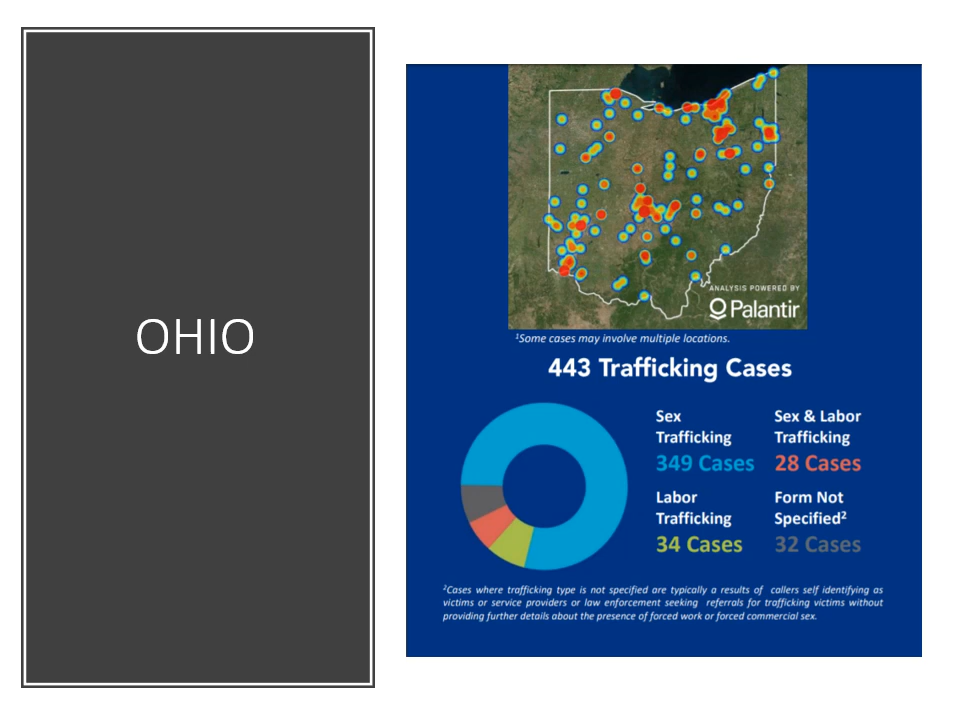 OHIO
ANALYSIS POWERED BY
Palantir
¹Some cases may involve multiple locations.
443 Trafficking Cases
Sex
Trafficking
349 Cases
Sex & Labor
Trafficking
28 Cases
Labor
Trafficking
34 Cases
Form Not
Specified²
32 Cases
²Cases where trafficking type is not specified are typically a results of callers self identifying as
victims or service providers or law enforcement seeking referrals for trafficking victims without
providing further details about the presence of forced work or forced commercial sex.